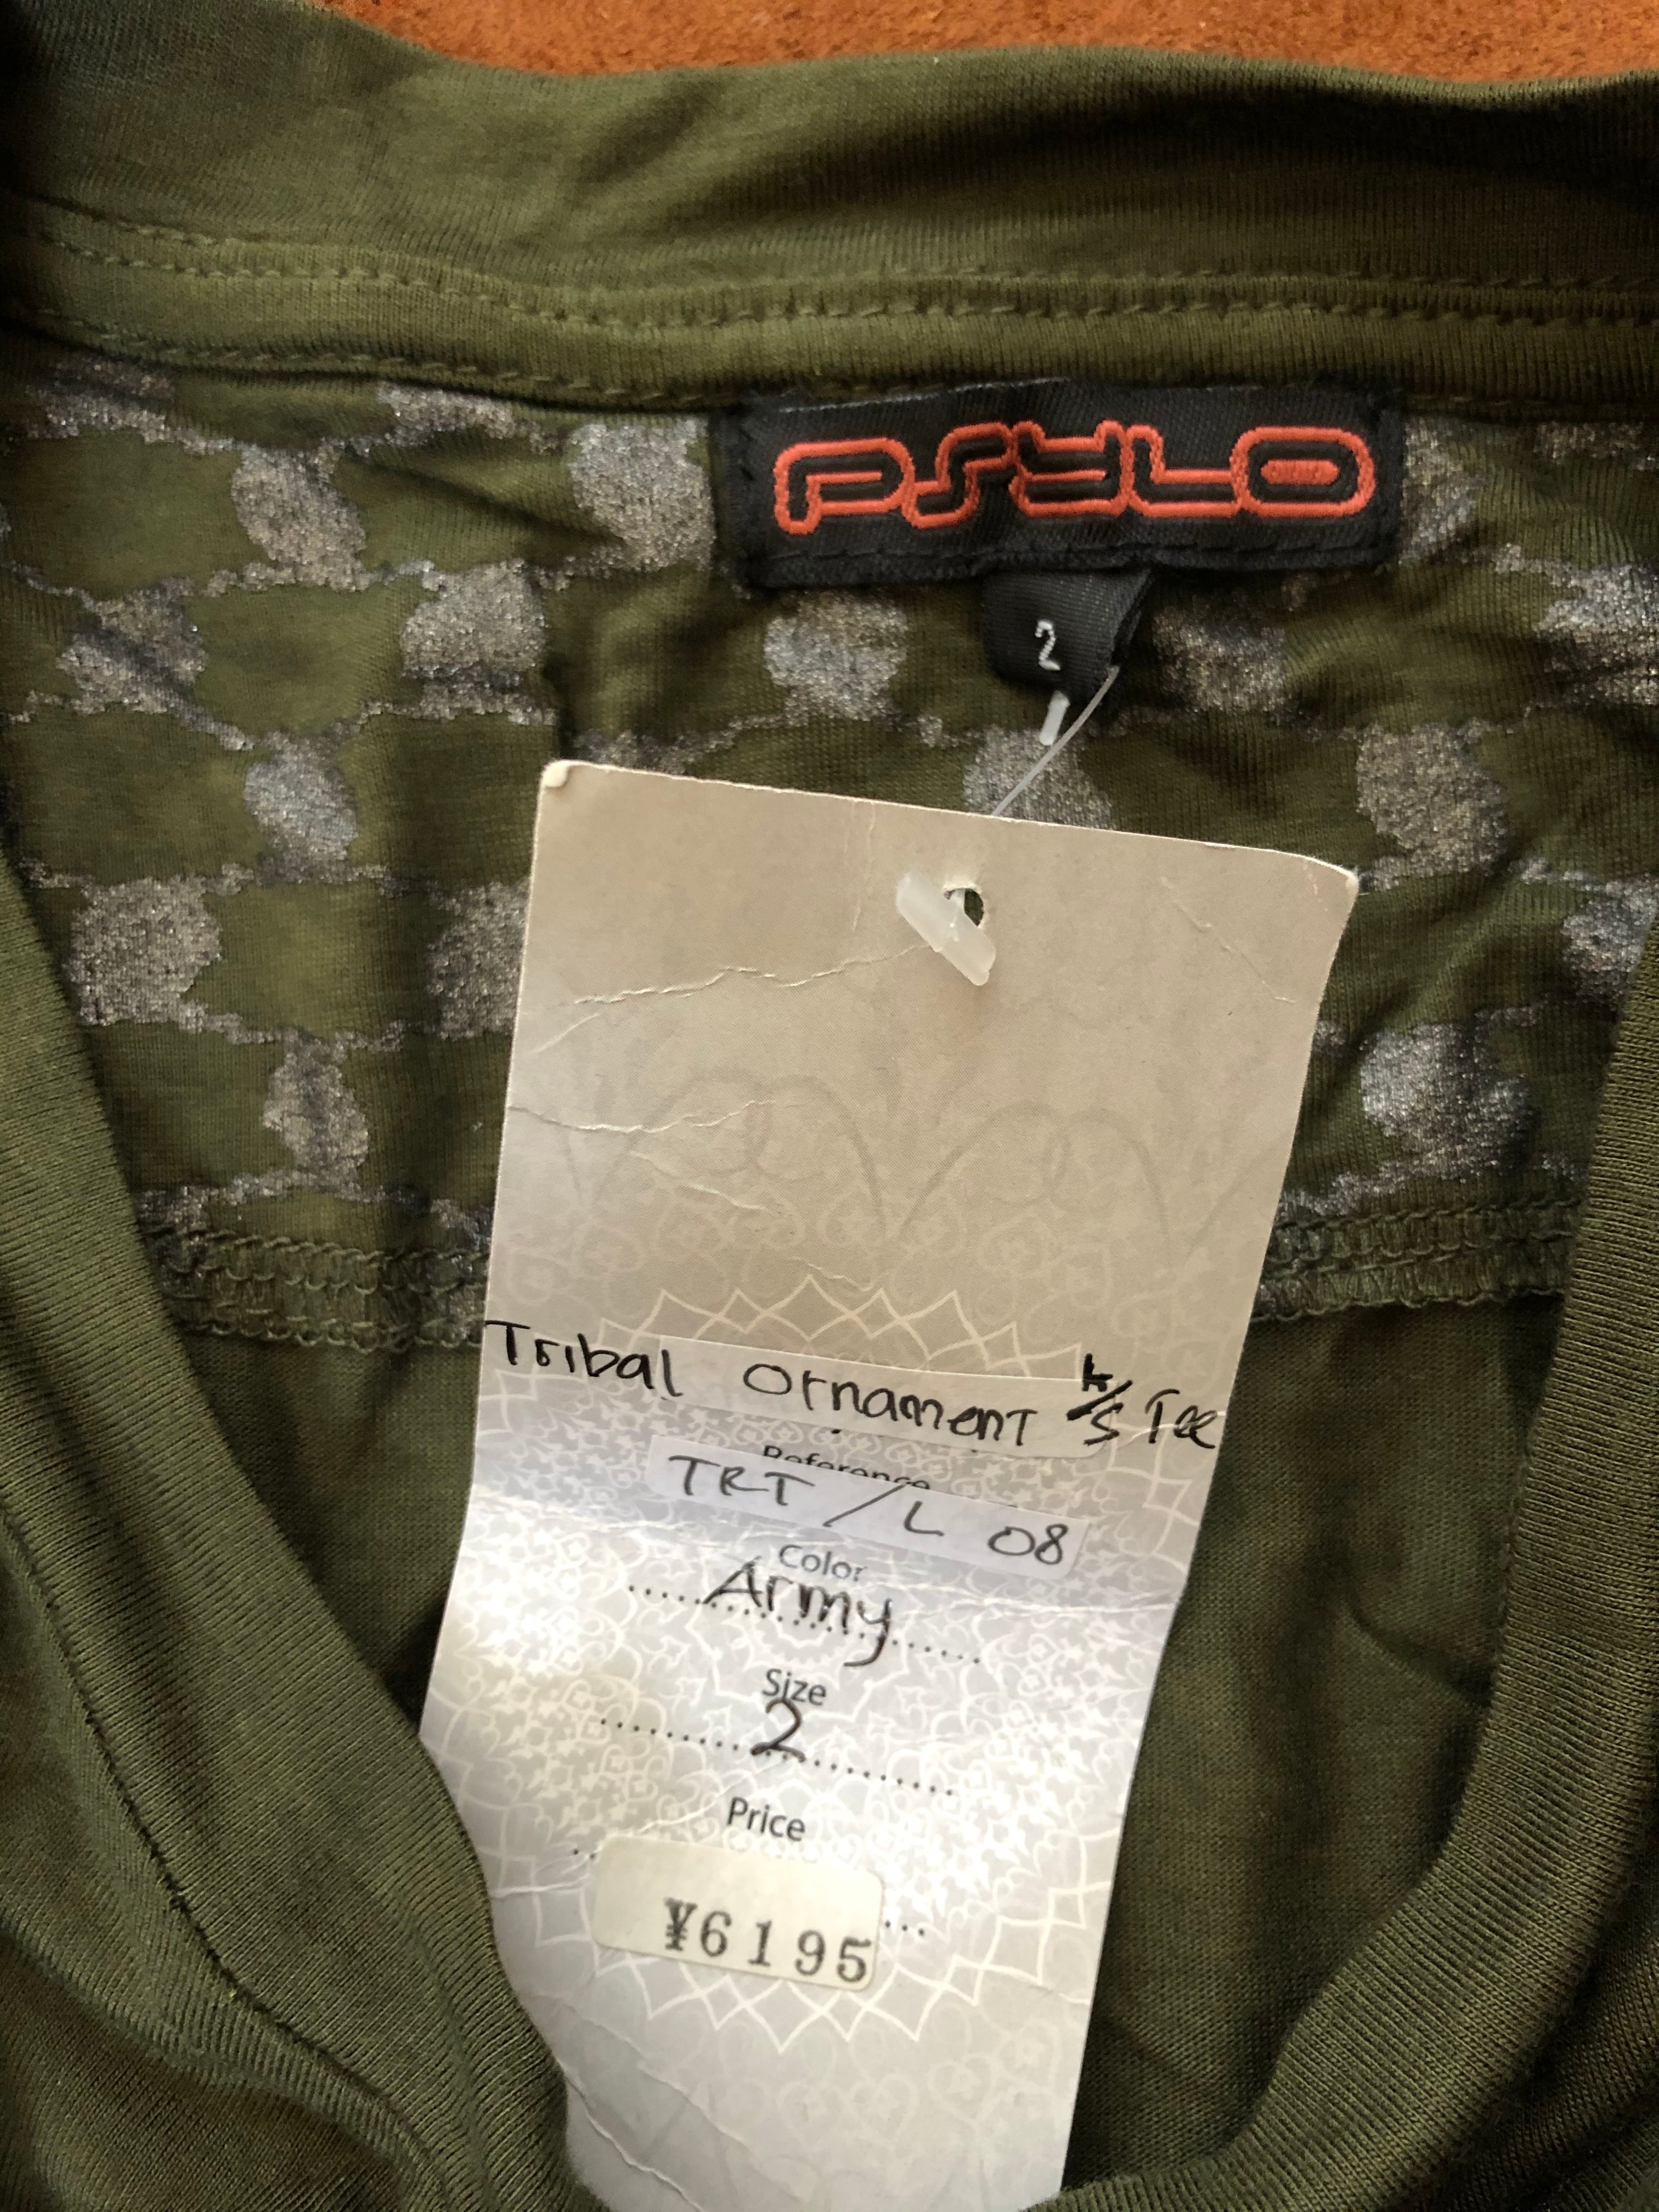 PSYLO
2
Tribal Ornament S/S Tee
Reference
TRT/L 08
Color
Army
Size
2
Price
¥6195